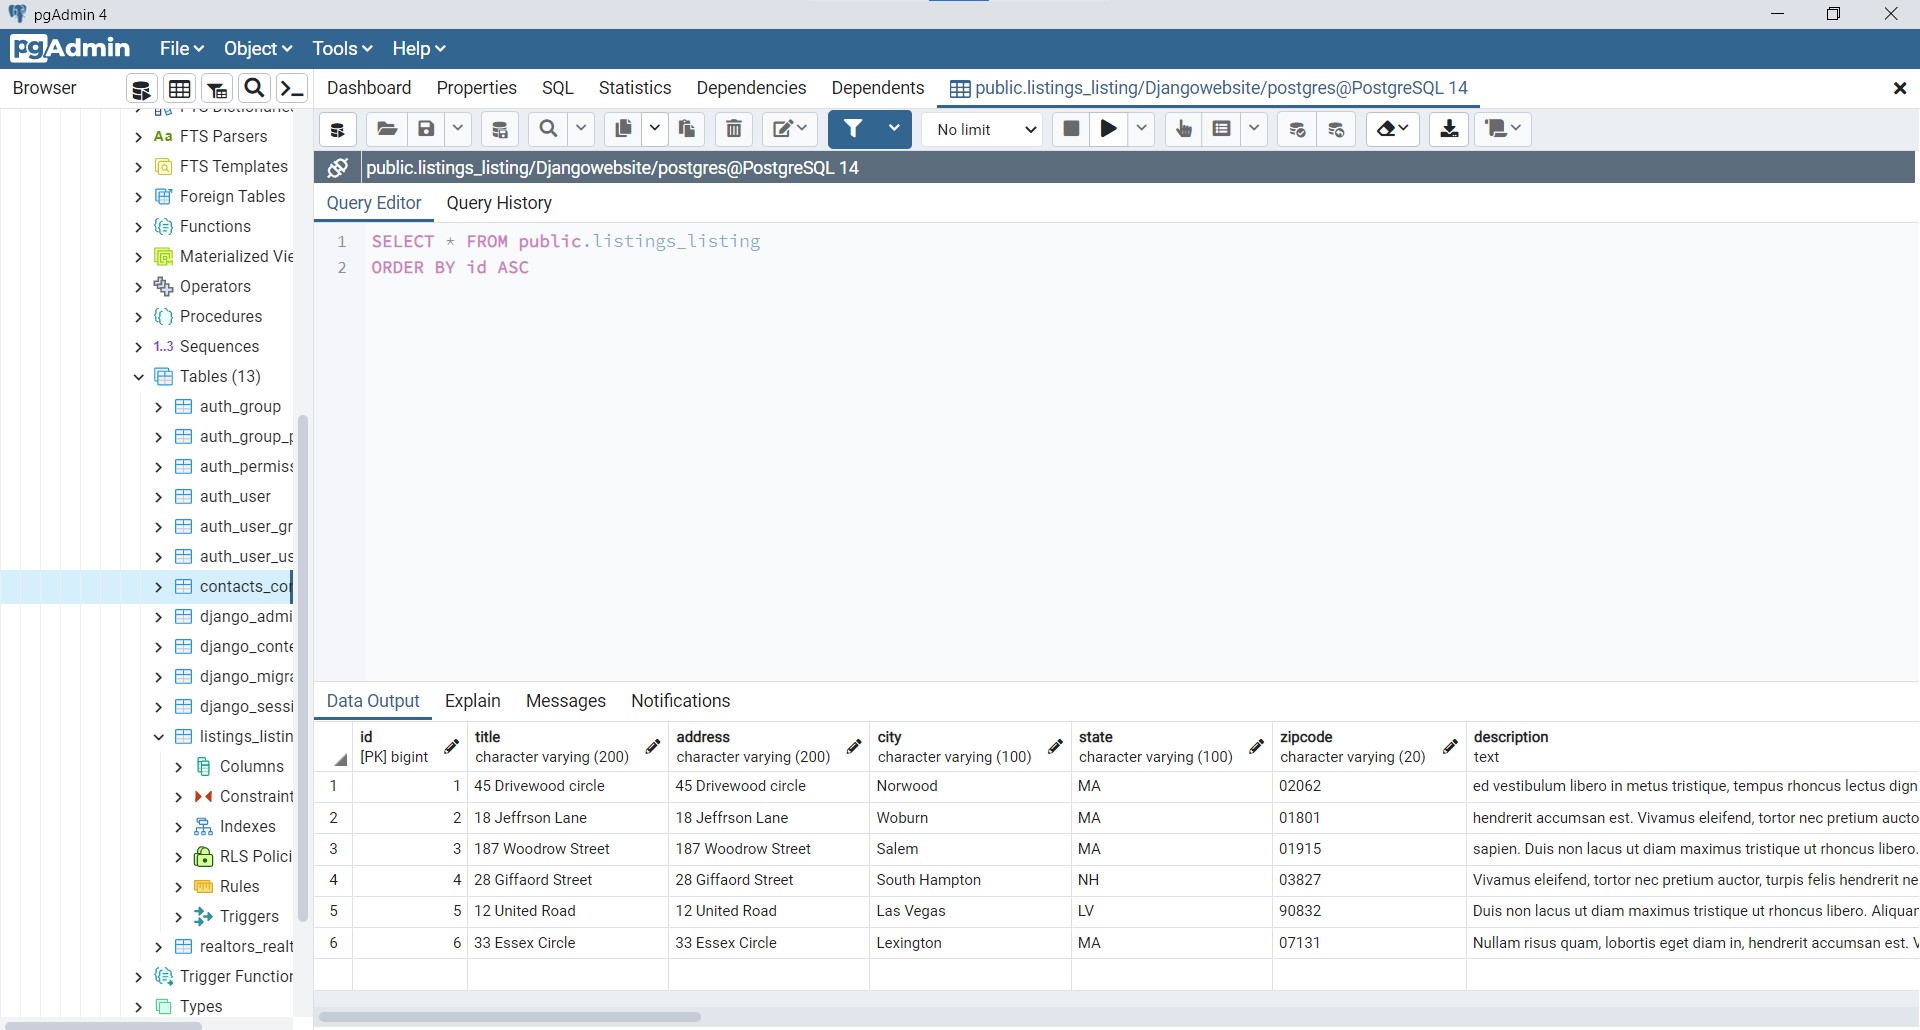 pgAdmin 4
pgAdmin File Object Tools Help
Browser
Dashboard Properties SQL Statistics Dependencies Dependents public.listings_listing/Djangowebsite/postgres@PostgreSQL 14
No limit
public.listings_listing/Djangowebsite/postgres@PostgreSQL 14
Query Editor Query History
1 SELECT * FROM public.listings_listing
2 ORDER BY id ASC
Aa FTS Parsers
FTS Templates
Foreign Tables
Functions
Materialized Vie
Operators
Procedures
1..3 Sequences
Tables (13)
auth_group
auth_group_p
auth_permiss
auth_user
auth_user_gr
auth_user_us
contacts_con
django_admi
django_conte
django_migra
django_sessi
listings_listin
Columns
Constraint
Indexes
RLS Polici
Rules
Triggers
realtors_realt
Trigger Function
Types
Data Output Explain Messages Notifications
id title address city state zipcode description
[PK] bigint character varying (200) character varying (200) character varying (100) character varying (100) character varying (20) text
1 1 45 Drivewood circle 45 Drivewood circle Norwood MA 02062 ed vestibulum libero in metus tristique, tempus rhoncus lectus dign
2 2 18 Jeffrson Lane 18 Jeffrson Lane Woburn MA 01801 hendrerit accumsan est. Vivamus eleifend, tortor nec pretium aucto
3 3 187 Woodrow Street 187 Woodrow Street Salem MA 01915 sapien. Duis non lacus ut diam maximus tristique ut rhoncus libero.
4 4 28 Giffaord Street 28 Giffaord Street South Hampton NH 03827 Vivamus eleifend, tortor nec pretium auctor, turpis felis hendrerit ne
5 5 12 United Road 12 United Road Las Vegas LV 90832 Duis non lacus ut diam maximus tristique ut rhoncus libero. Aliquar
6 6 33 Essex Circle 33 Essex Circle Lexington MA 07131 Nullam risus quam, lobortis eget diam in, hendrerit accumsan est. V